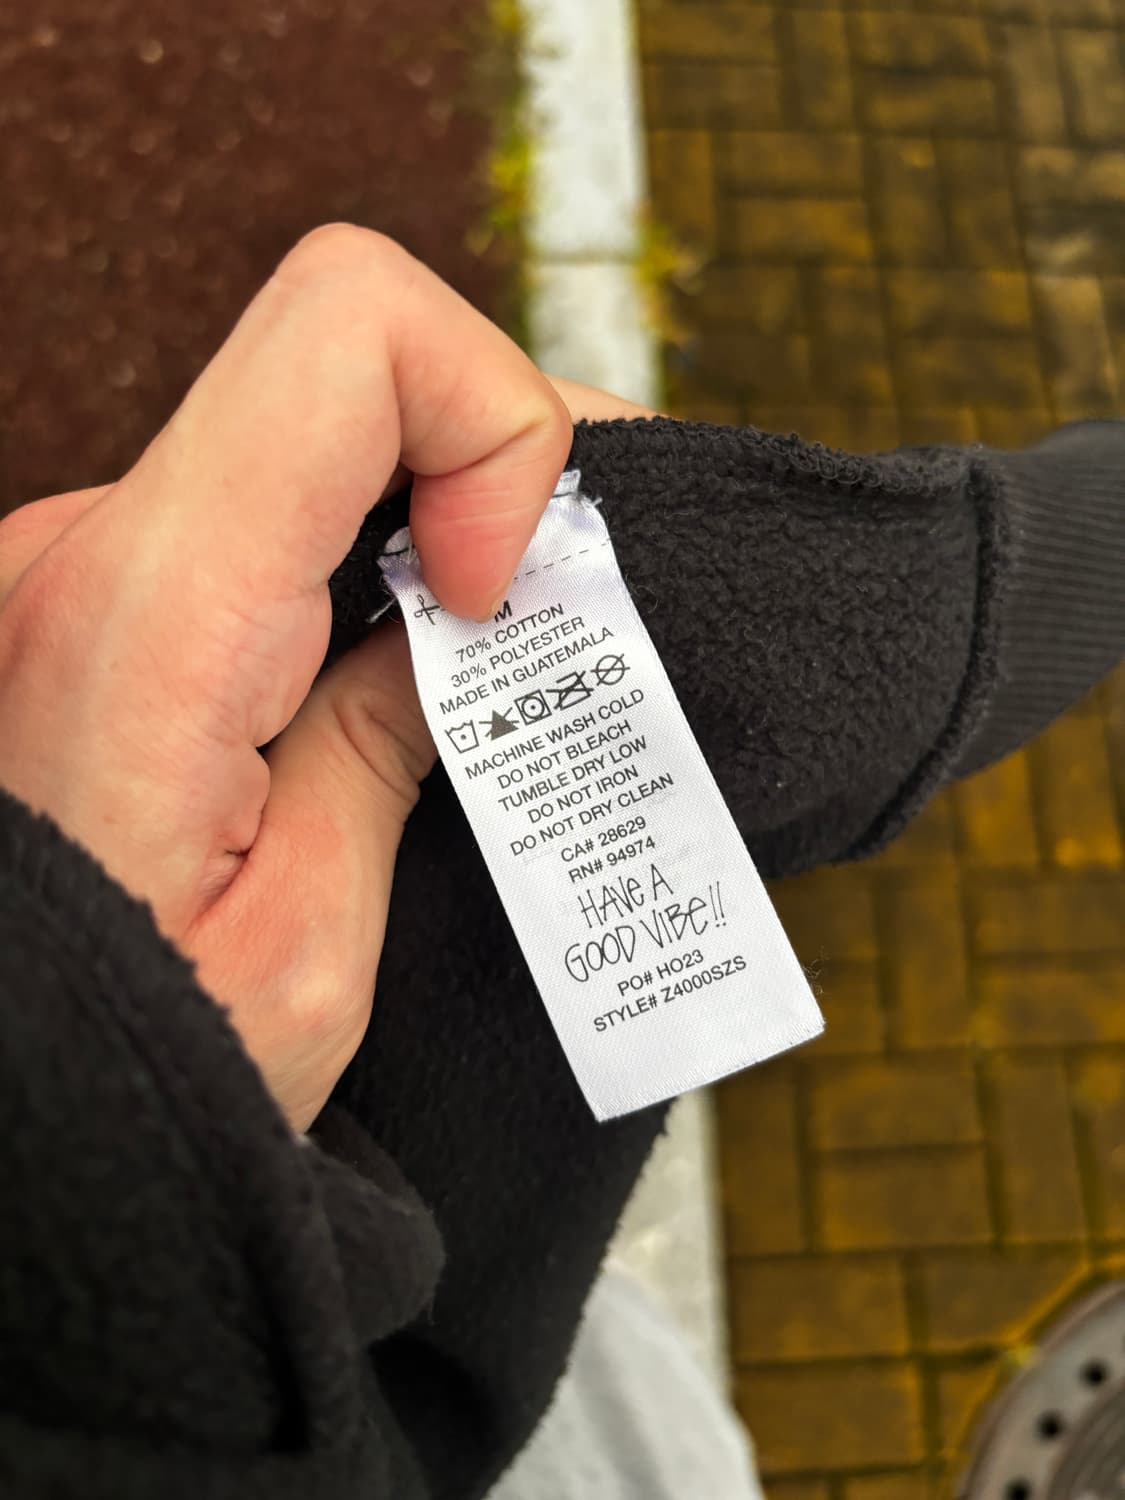 M
70% COTTON
30% POLYESTER
MADE IN GUATEMALA
MACHINE WASH COLD
DO NOT BLEACH
TUMBLE DRY LOW
DO NOT IRON
DO NOT DRY CLEAN
CA# 28629
RN# 94974
HAVE A
GOOD VIBE!!
PO# HO23
STYLE# Z4000SZS